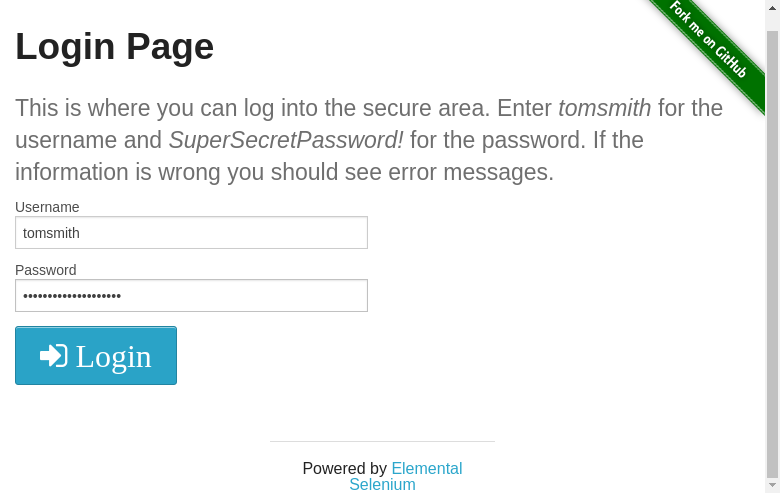 Fork me on GitHub
Login Page
This is where you can log into the secure area. Enter tomsmith for the
username and SuperSecretPassword! for the password. If the
information is wrong you should see error messages.
Username
tomsmith
Password
••••••••••••••••••••
Login
Powered by Elemental
Selenium